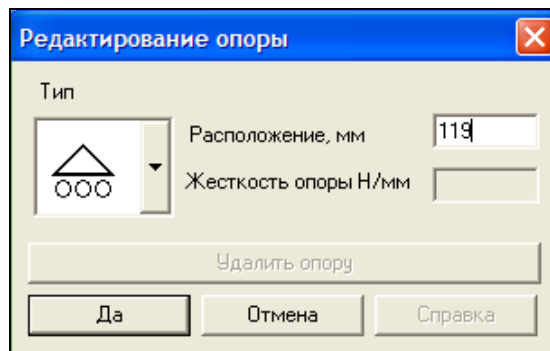 Редактирование опоры
Тип
Расположение, мм 119
Жесткость опоры Н/мм
Удалить опору
Да Отмена Справка